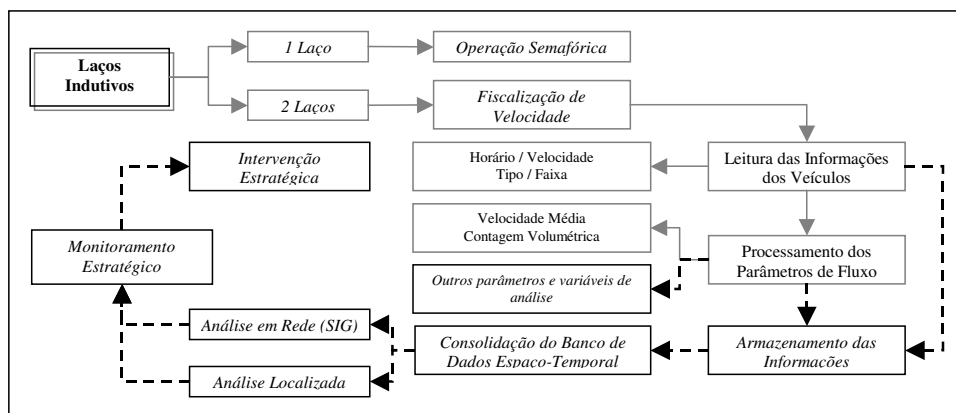 1 Laço
Operação Semafórica
Laços
Indutivos
2 Laços
Fiscalização de
Velocidade
Intervenção
Estratégica
Horário / Velocidade
Tipo / Faixa
Leitura das Informações
dos Veículos
Velocidade Média
Contagem Volumétrica
Monitoramento
Estratégico
Processamento dos
Parâmetros de Fluxo
Outros parâmetros e variáveis de
análise
Análise em Rede (SIG)
Consolidação do Banco de
Dados Espaco-Temporal
Armazenamento das
Informacões
Análise Localizada